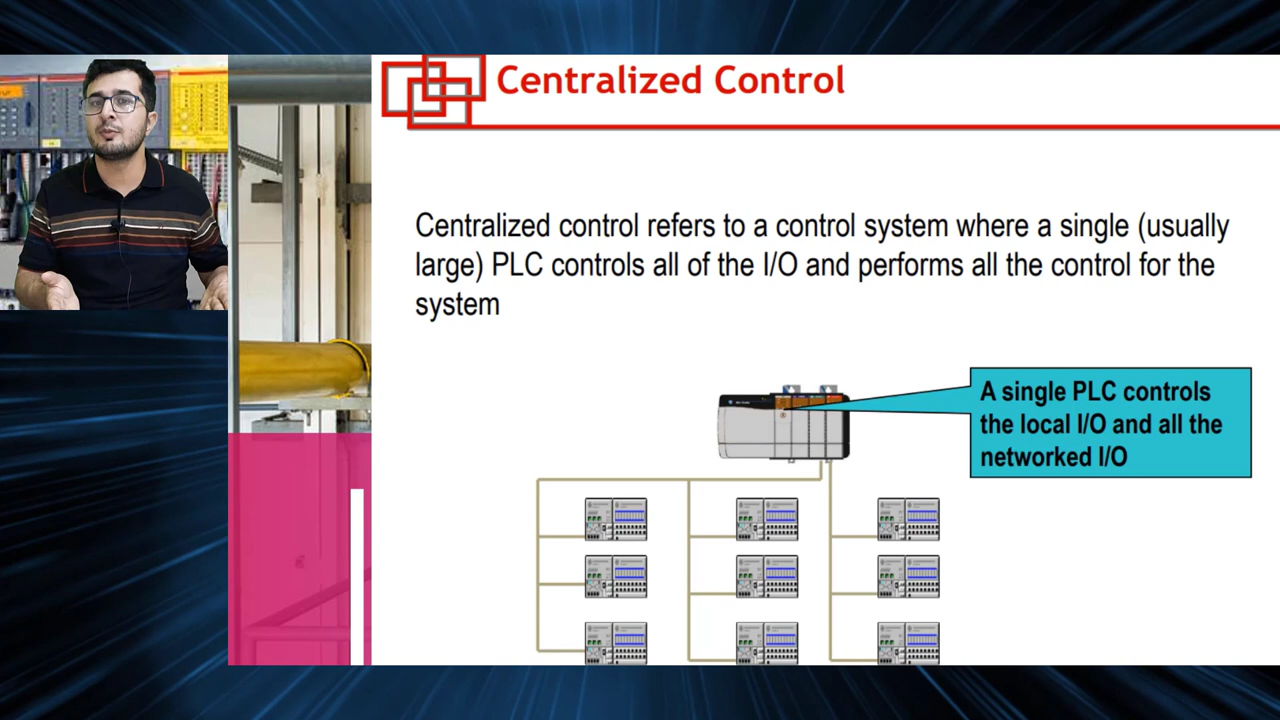 Centralized Control
Centralized control refers to a control system where a single (usually
large) PLC controls all of the I/O and performs all the control for the
system
A single PLC controls
the local I/O and all the
networked I/O